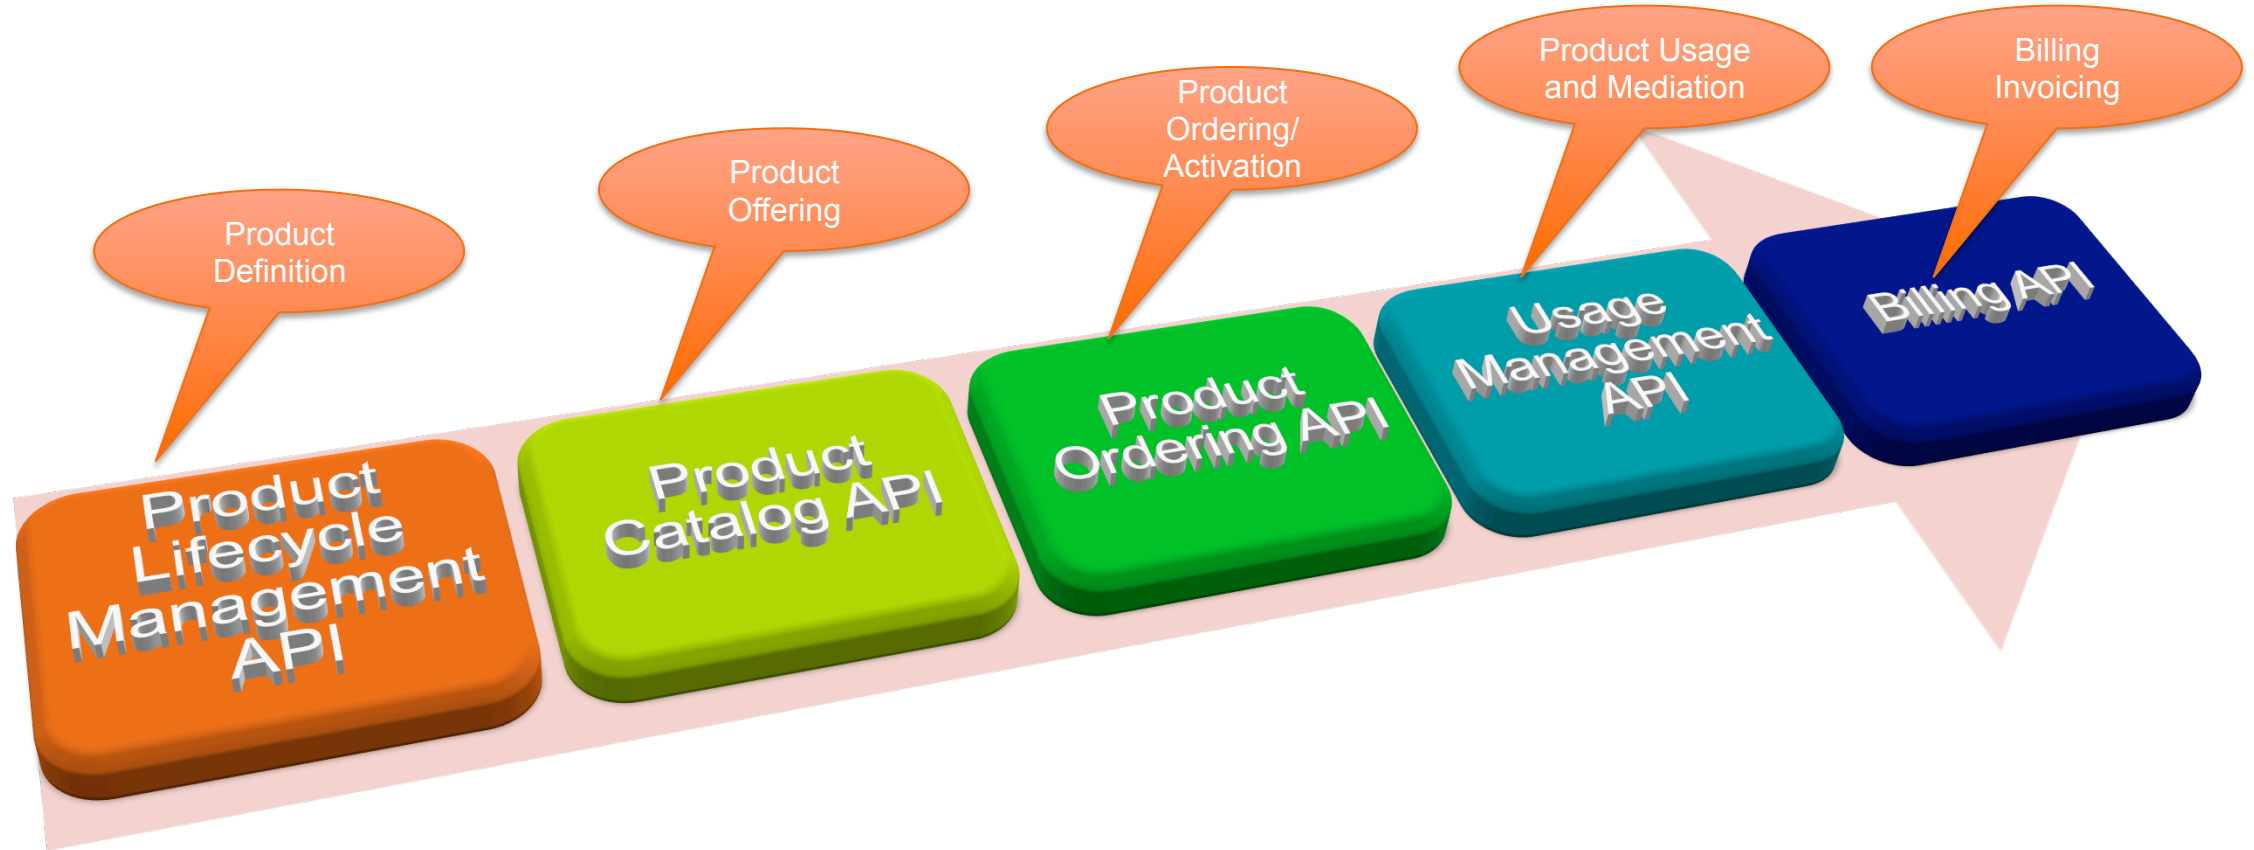 Product
Definition
Product
Offering
Product
Ordering/
Activation
Product Usage
and Mediation
Billing
Invoicing
Product
Lifecycle
Management
API
Product
Catalog API
Product
Ordering API
Usage
Management
API
Billing API